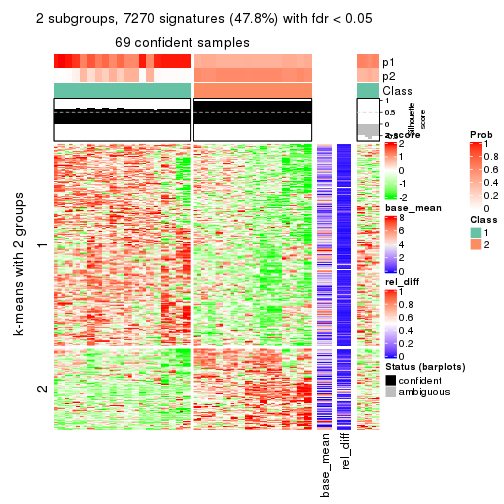 2 subgroups, 7270 signatures (47.8%) with fdr < 0.05
69 confident samples
p1
p2
Class
1
0.5
0
Silhouette
score
k-means with 2 groups
1
2
base_mean
rel_diff
z-score
2
1
0
-1
-2
base_mean
8
6
4
2
0
rel_diff
1
0.8
0.6
0.4
0.2
0
Status (barplots)
confident
ambiguous
Prob
1
0.8
0.6
0.4
0.2
0
Class
1
2